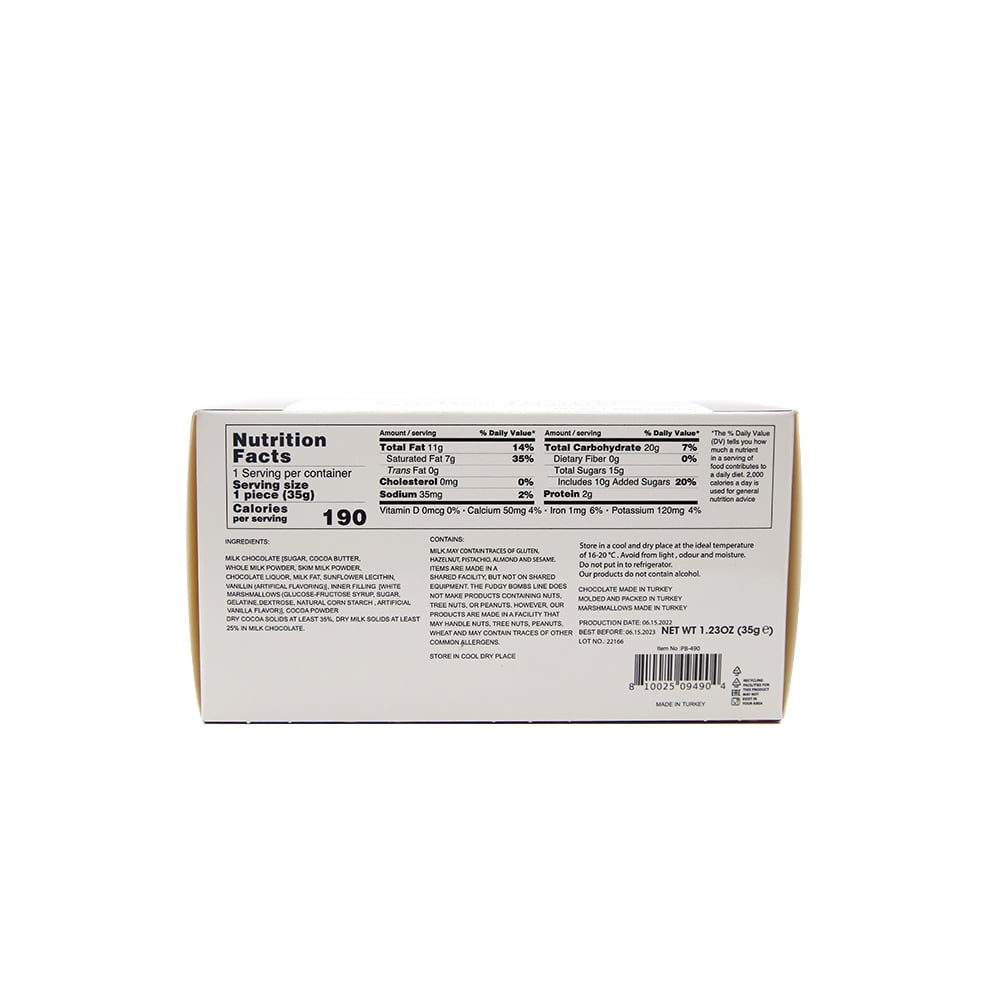 Nutrition
Facts
1 Serving per container
Serving size
1 piece (35g)
Calories
per serving 190
Amount / serving % Daily Value*
Total Fat 11g 14%
Saturated Fat 7g 35%
Trans Fat 0g
Cholesterol 0mg 0%
Sodium 35mg 2%
Amount / serving % Daily Value*
Total Carbohydrate 20g 7%
Dietary Fiber 0g 0%
Total Sugars 15g
Includes 10g Added Sugars 20%
Protein 2g
Vitamin D 0mcg 0% · Calcium 50mg 4% · Iron 1mg 6% · Potassium 120mg 4%
*The % Daily Value
(DV) tells you how
much a nutrient
in a serving of
food contributes to
a daily diet. 2,000
calories a day is
used for general
nutrition advice
INGREDIENTS:
MILK CHOCOLATE [SUGAR, COCOA BUTTER,
WHOLE MILK POWDER, SKIM MILK POWDER,
CHOCOLATE LIQUOR, MILK FAT, SUNFLOWER LECITHIN,
VANILLIN (ARTIFICAL FLAVORING)], INNER FILLING [WHITE
MARSHMALLOWS (GLUCOSE-FRUCTOSE SYRUP, SUGAR,
GELATINE, DEXTROSE, NATURAL CORN STARCH , ARTIFICAL
VANILLA FLAVOR)], COCOA POWDER
DRY COCOA SOLIDS AT LEAST 35%, DRY MILK SOLIDS AT LEAST
25% IN MILK CHOCOLATE.
CONTAINS:
MILK.MAY CONTAIN TRACES OF GLUTEN,
HAZELNUT, PISTACHIO, ALMOND AND SESAME.
ITEMS ARE MADE IN A
SHARED FACILITY, BUT NOT ON SHARED
EQUIPMENT. THE FUDGY BOMBS LINE DOES
NOT MAKE PRODUCTS CONTAINING NUTS,
TREE NUTS, OR PEANUTS. HOWEVER, OUR
PRODUCTS ARE MADE IN A FACILITY THAT
MAY HANDLE NUTS, TREE NUTS, PEANUTS,
WHEAT AND MAY CONTAIN TRACES OF OTHER
COMMON ALLERGENS.
STORE IN COOL DRY PLACE
Store in a cool and dry place at the ideal temperature
of 16-20 °C . Avoid from light , odour and moisture.
Do not put in to refrigerator.
Our products do not contain alcohol.
CHOCOLATE MADE IN TURKEY
MOLDED AND PACKED IN TURKEY
MARSHMALLOWS MADE IN TURKEY
PRODUCTION DATE: 06.15.2022
BEST BEFORE: 06.15.2023 NET WT 1.23OZ (35g ℮)
LOT NO.: 22166
Item No :PB-490
8 10025 09490 4
MADE IN TURKEY
EAC
RECYCLING
FACILITIES FOR
THIS PRODUCT
MAY NOT
EXIST IN
YOUR AREA